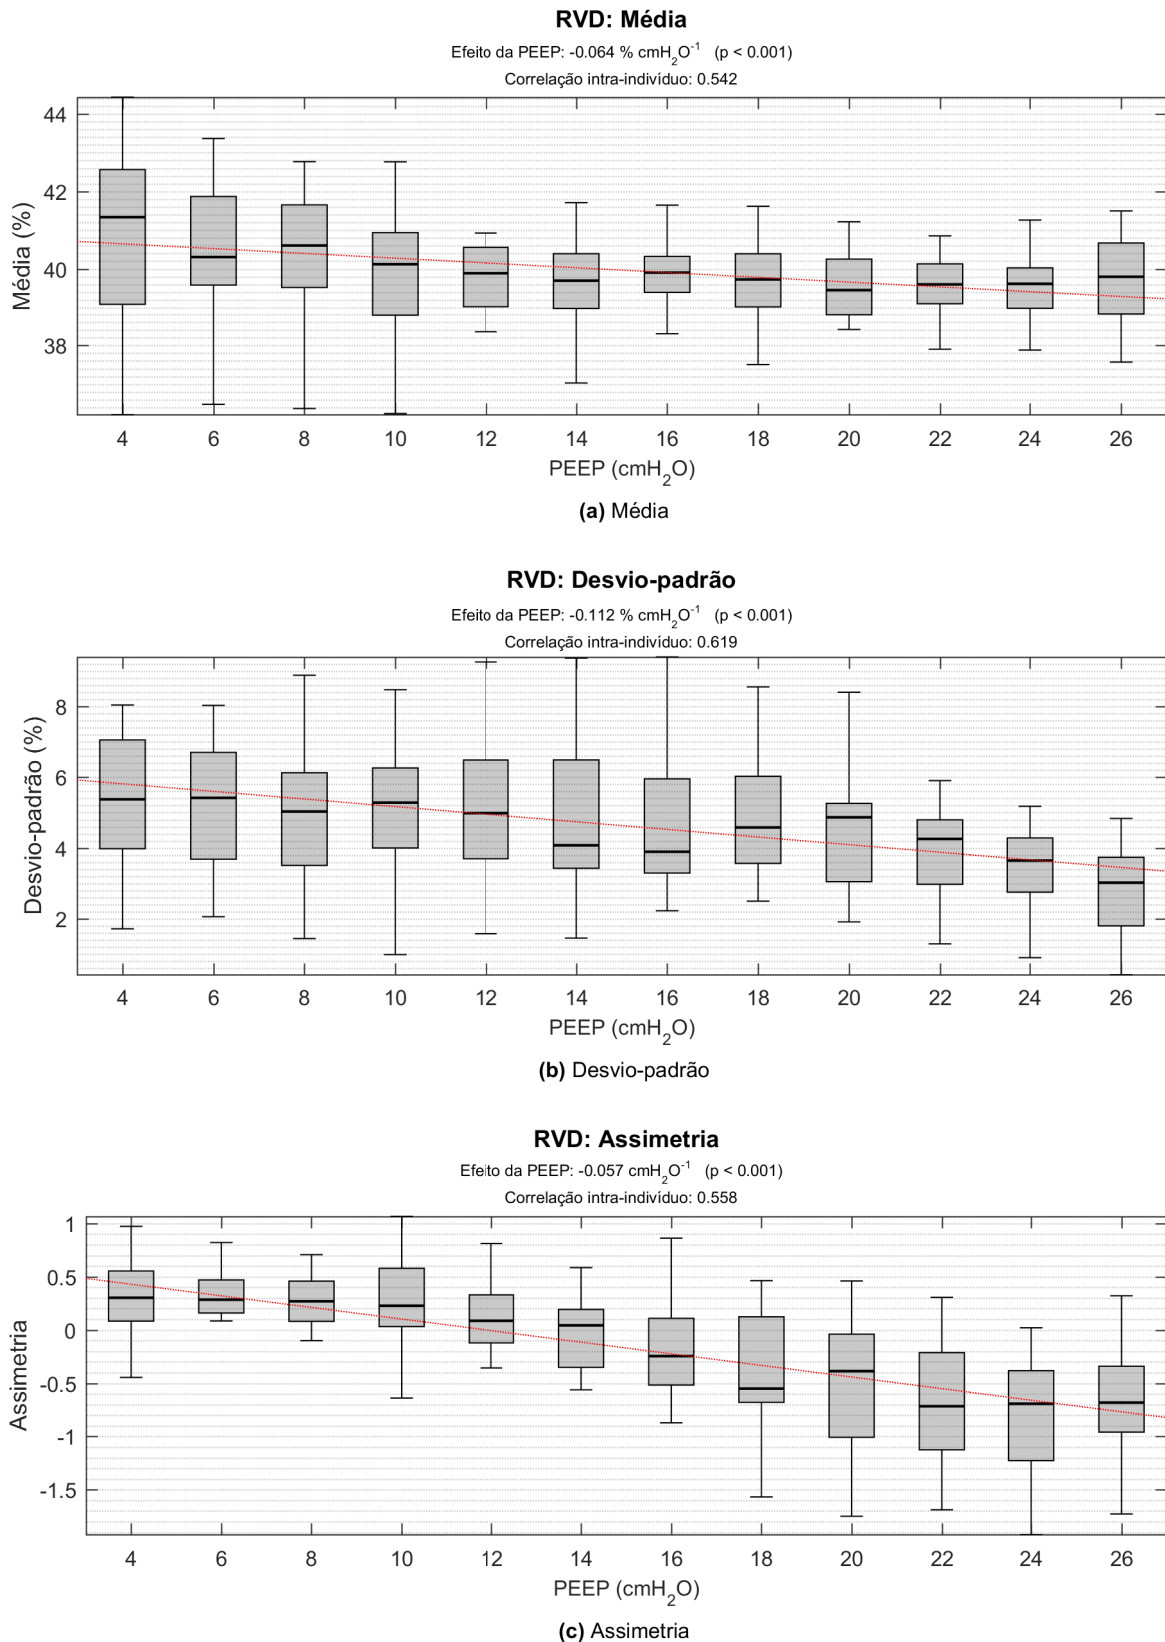 RVD: Média
Efeito da PEEP: -0.064 % cmH₂O⁻¹ (p < 0.001)
Correlação intra-indivíduo: 0.542
44
42
40
38
Média (%)
4 6 8 10 12 14 16 18 20 22 24 26
PEEP (cmH₂O)
(a) Média
RVD: Desvio-padrão
Efeito da PEEP: -0.112 % cmH₂O⁻¹ (p < 0.001)
Correlação intra-indivíduo: 0.619
8
6
4
2
Desvio-padrão (%)
4 6 8 10 12 14 16 18 20 22 24 26
PEEP (cmH₂O)
(b) Desvio-padrão
RVD: Assimetria
Efeito da PEEP: -0.057 cmH₂O⁻¹ (p < 0.001)
Correlação intra-indivíduo: 0.558
1
0.5
0
-0.5
-1
-1.5
Assimetria
4 6 8 10 12 14 16 18 20 22 24 26
PEEP (cmH₂O)
(c) Assimetria